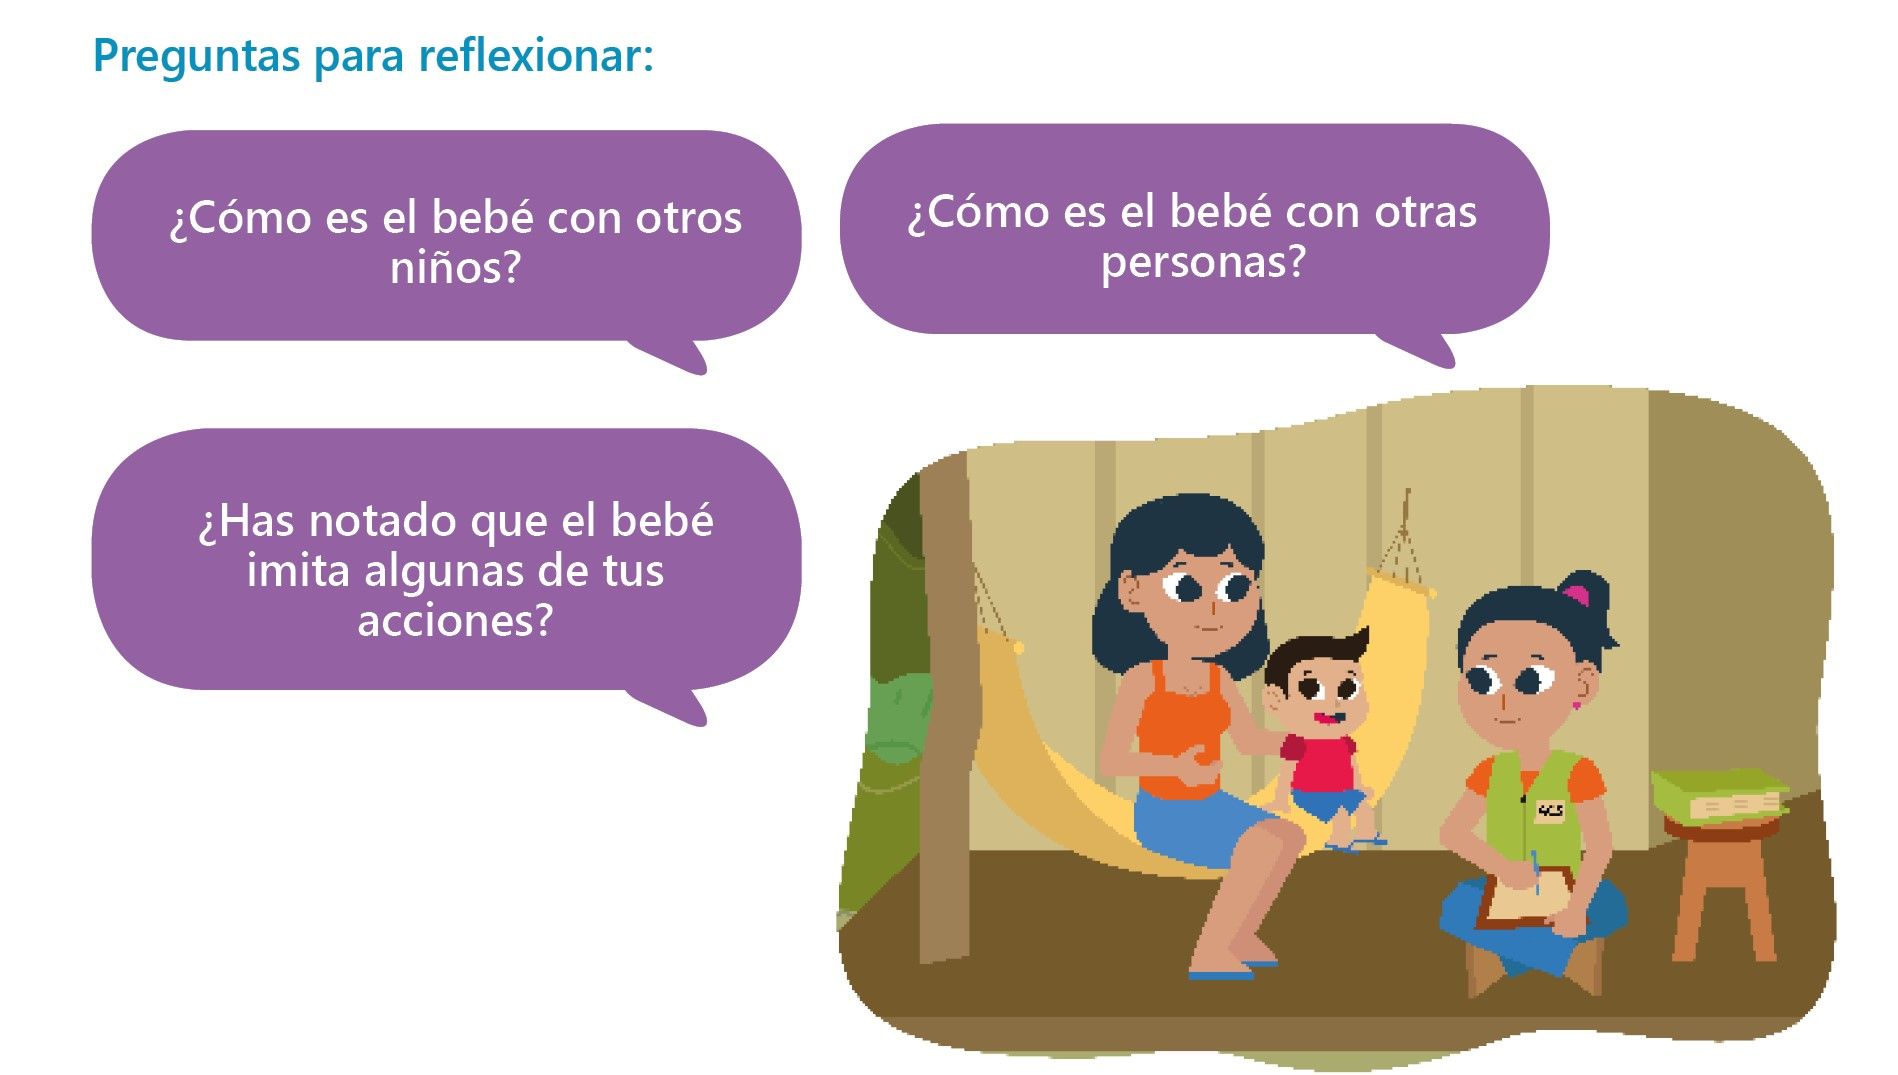 Preguntas para reflexionar:
¿Cómo es el bebé con otros
niños?
¿Cómo es el bebé con otras
personas?
¿Has notado que el bebé
imita algunas de tus
acciones?